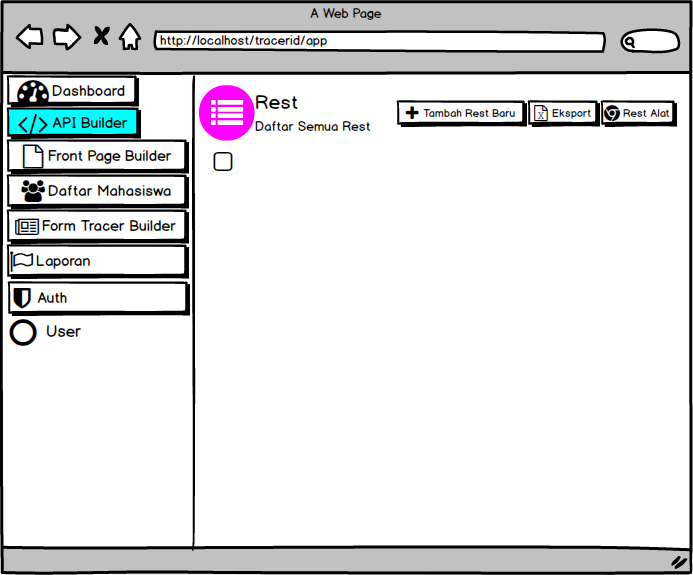 A Web Page
http://localhost/tracerid/app
Dashboard
API Builder
Front Page Builder
Daftar Mahasiswa
Form Tracer Builder
Laporan
Auth
User
Rest
Daftar Semua Rest
Tambah Rest Baru
X
Eksport
Rest Alat